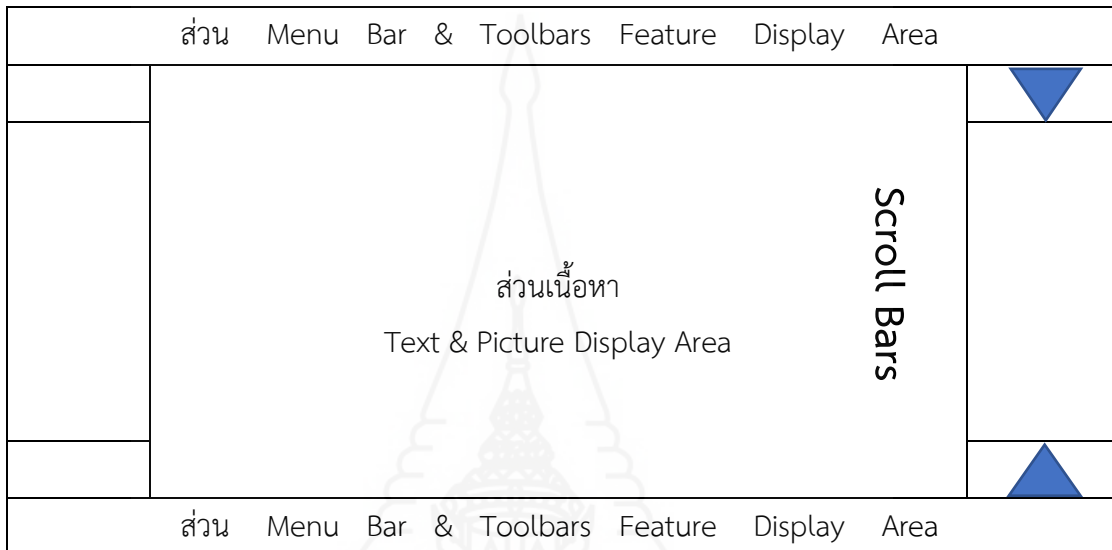 ส่วน Menu Bar & Toolbars Feature Display Area
Scroll Bars
ส่วนเนื้อหา
Text & Picture Display Area
ส่วน Menu Bar & Toolbars Feature Display Area